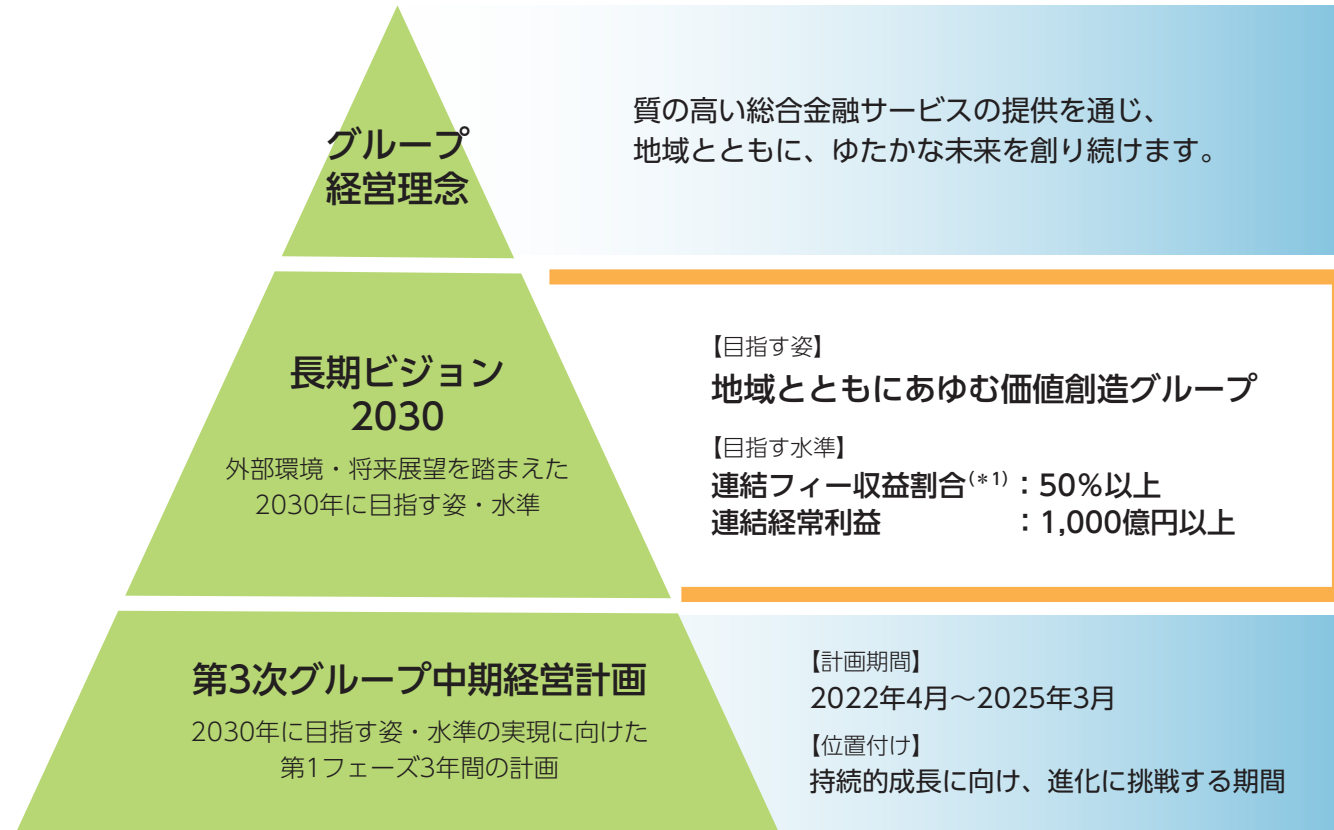 グループ
経営理念
質の高い総合金融サービスの提供を通じ、
地域とともに、ゆたかな未来を創り続けます。
長期ビジョン
2030
外部環境・将来展望を踏まえた
2030年に目指す姿・水準
【目指す姿】
地域とともにあゆむ価値創造グループ
【目指す水準】
連結フィー収益割合(*1)：50%以上
連結経常利益：1,000億円以上
第3次グループ中期経営計画
2030年に目指す姿・水準の実現に向けた
第1フェーズ3年間の計画
【計画期間】
2022年4月～2025年3月
【位置付け】
持続的成長に向け、進化に挑戦する期間